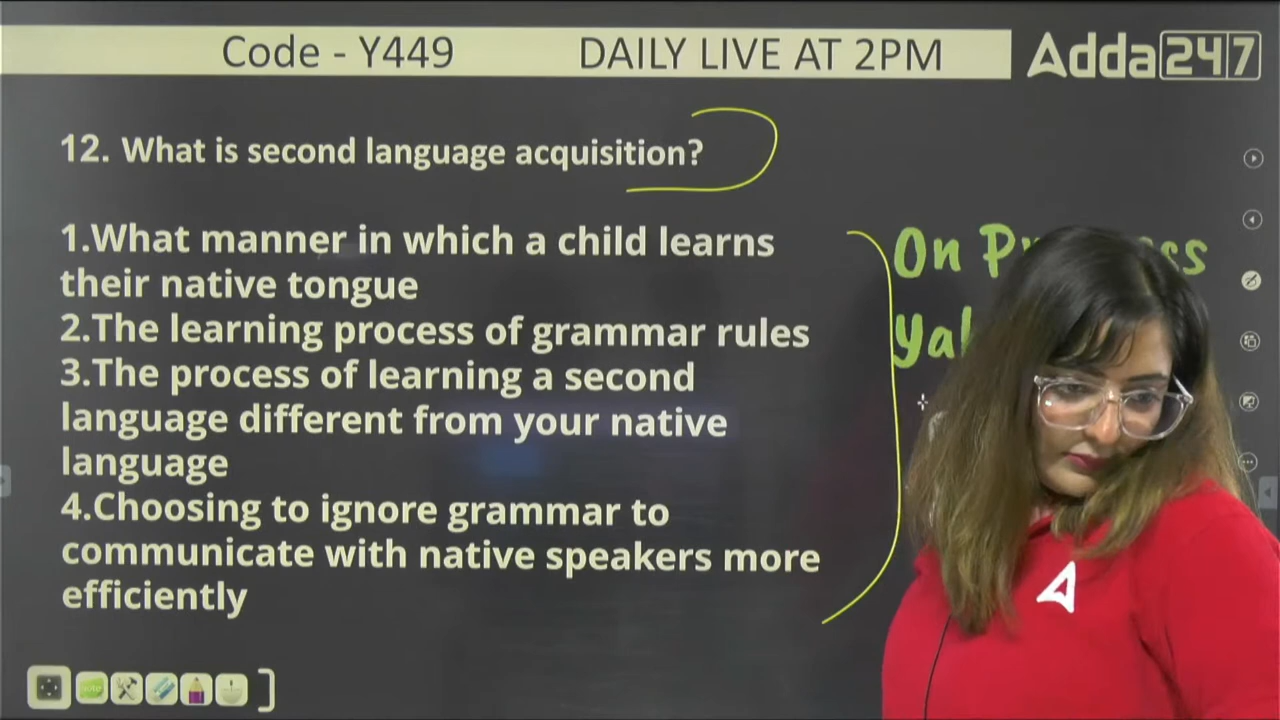 Code - Y449 DAILY LIVE AT 2PM Adda247
12. What is second language acquisition?
1.What manner in which a child learns
their native tongue
2.The learning process of grammar rules
3.The process of learning a second
language different from your native
language
4.Choosing to ignore grammar to
communicate with native speakers more
efficiently
On